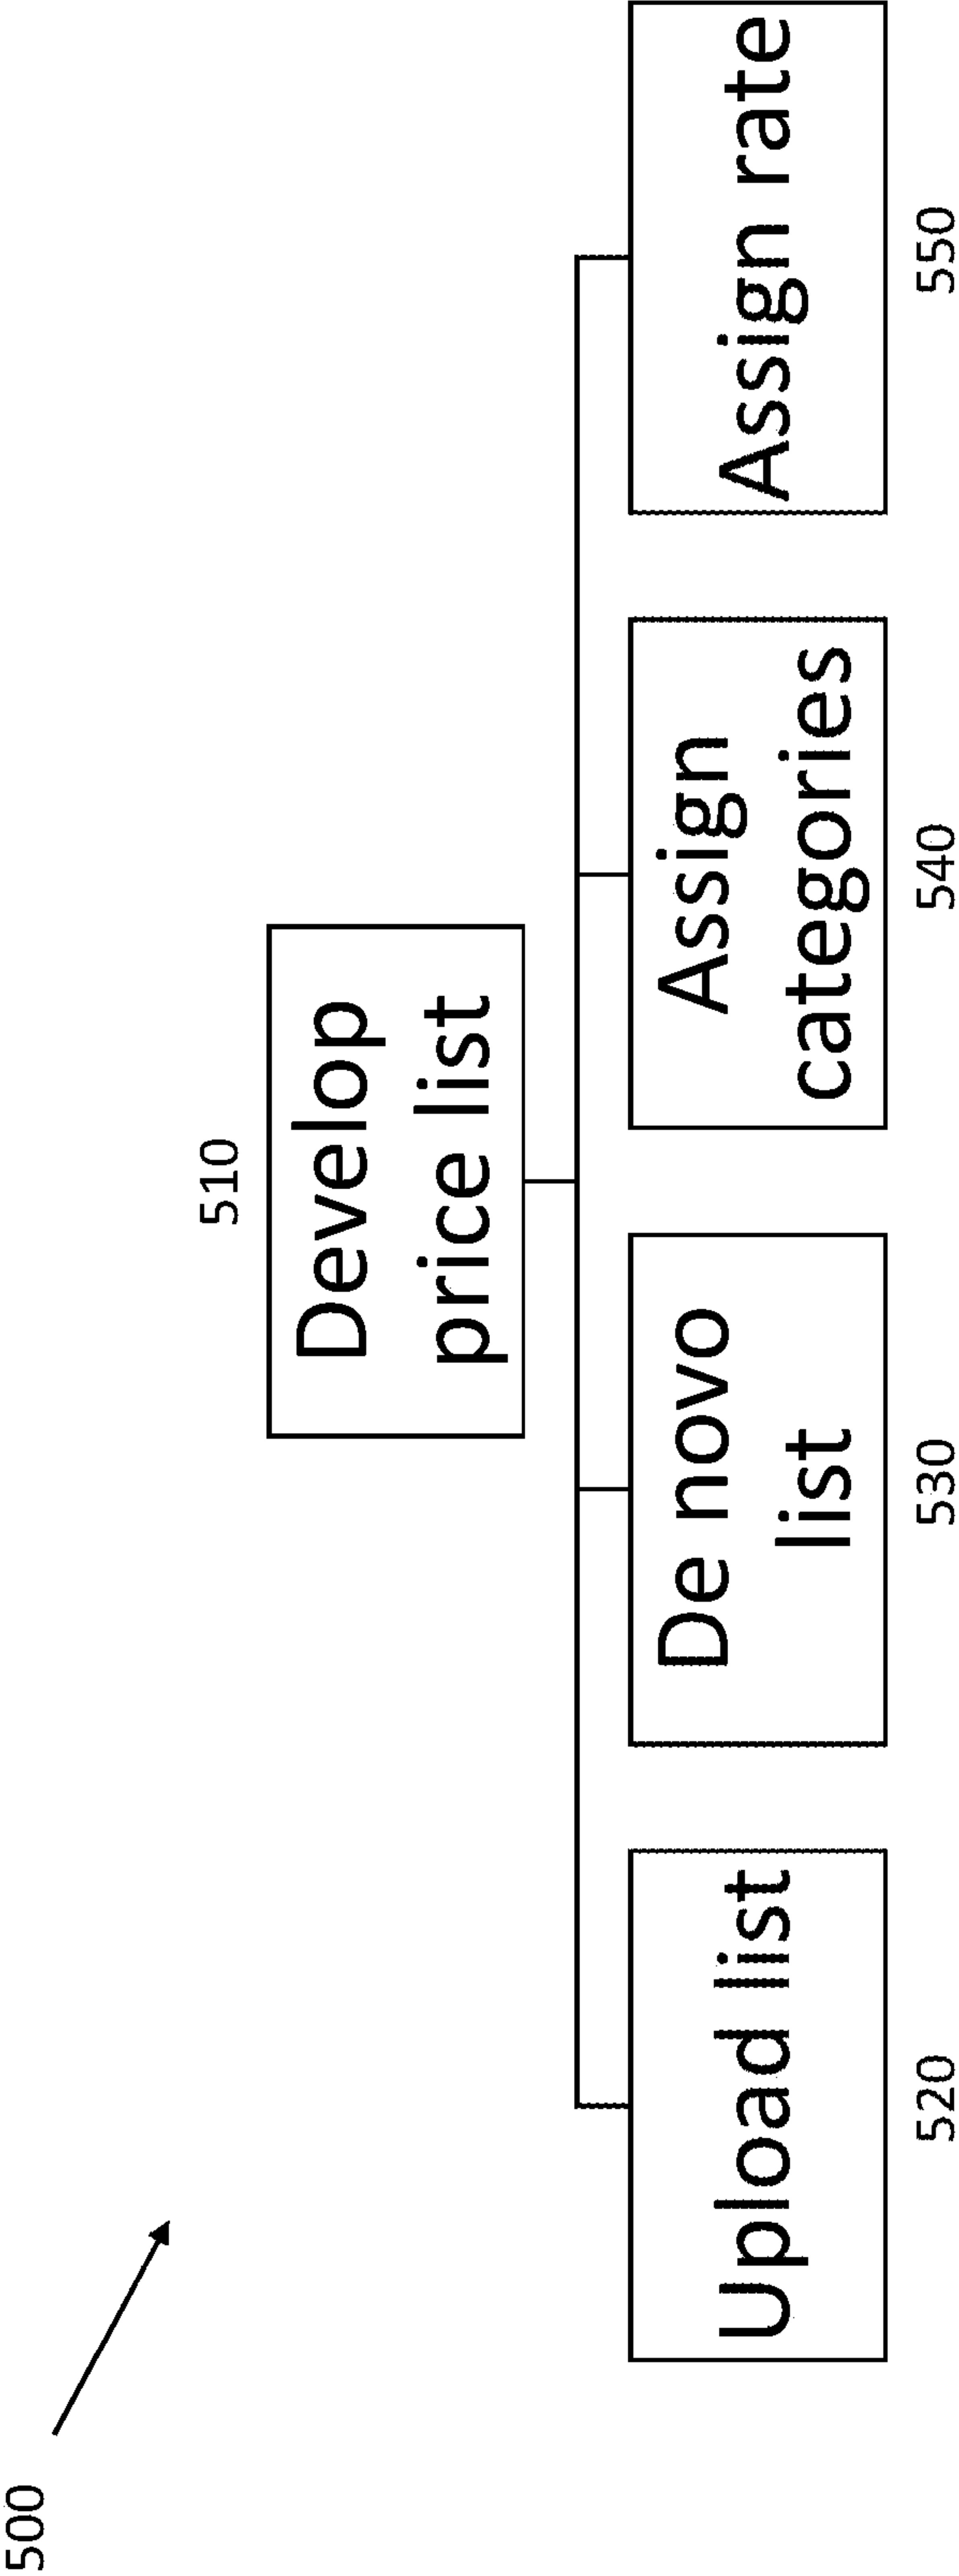 500
510
Develop
price list
Upload list
De novo
list
Assign
categories
Assign rate
520
530
540
550